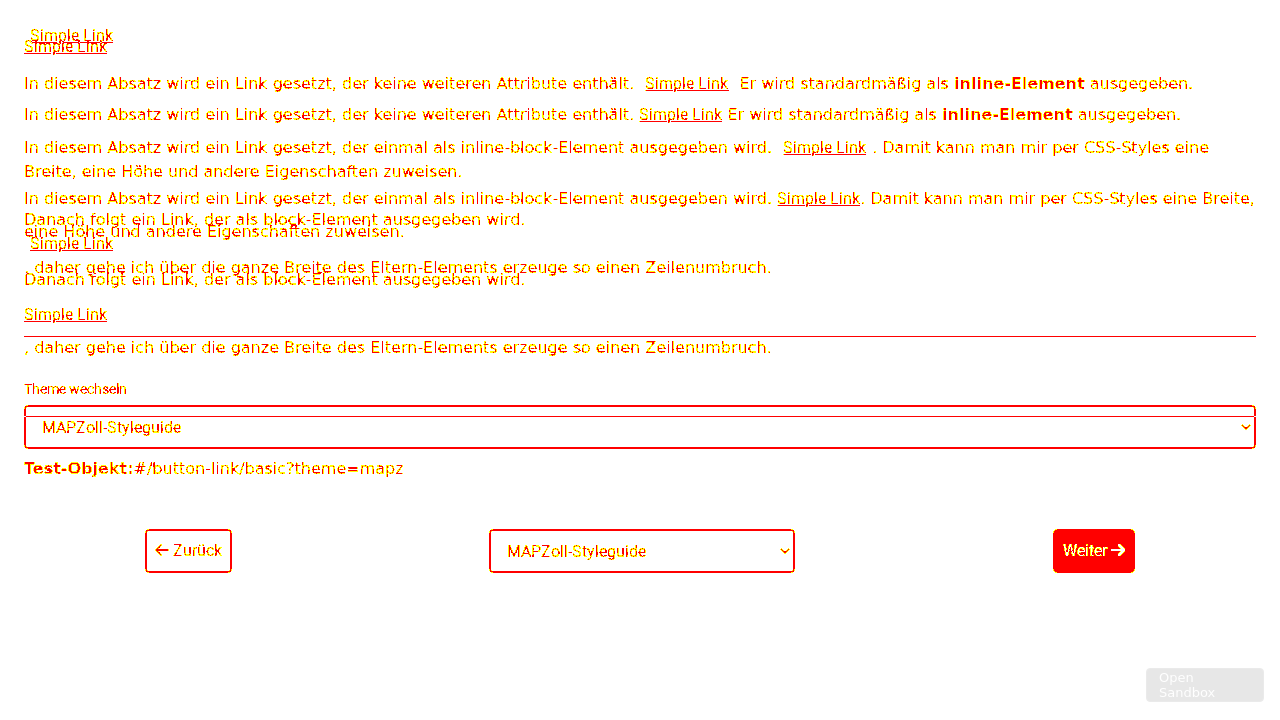 Simple Link
Simple Link
In diesem Absatz wird ein Link gesetzt, der keine weiteren Attribute enthält. Simple Link Er wird standardmäßig als inline-Element ausgegeben.
In diesem Absatz wird ein Link gesetzt, der keine weiteren Attribute enthält. Simple Link Er wird standardmäßig als inline-Element ausgegeben.
In diesem Absatz wird ein Link gesetzt, der einmal als inline-block-Element ausgegeben wird. Simple Link . Damit kann man mir per CSS-Styles eine
Breite, eine Höhe und andere Eigenschaften zuweisen.
In diesem Absatz wird ein Link gesetzt, der einmal als inline-block-Element ausgegeben wird. Simple Link. Damit kann man mir per CSS-Styles eine Breite,
Danach folgt ein Link, der als block-Element ausgegeben wird.
eine Höhe und andere Eigenschaften zuweisen.
Simple Link
, daher gehe ich über die ganze Breite des Eltern-Elements erzeuge so einen Zeilenumbruch.
Danach folgt ein Link, der als block-Element ausgegeben wird.
Simple Link
, daher gehe ich über die ganze Breite des Eltern-Elements erzeuge so einen Zeilenumbruch.
Theme wechseln
MAPZoll-Styleguide
Test-Objekt:#/button-link/basic?theme=mapz
← Zurück
MAPZoll-Styleguide
Weiter →
Open
Sandbox